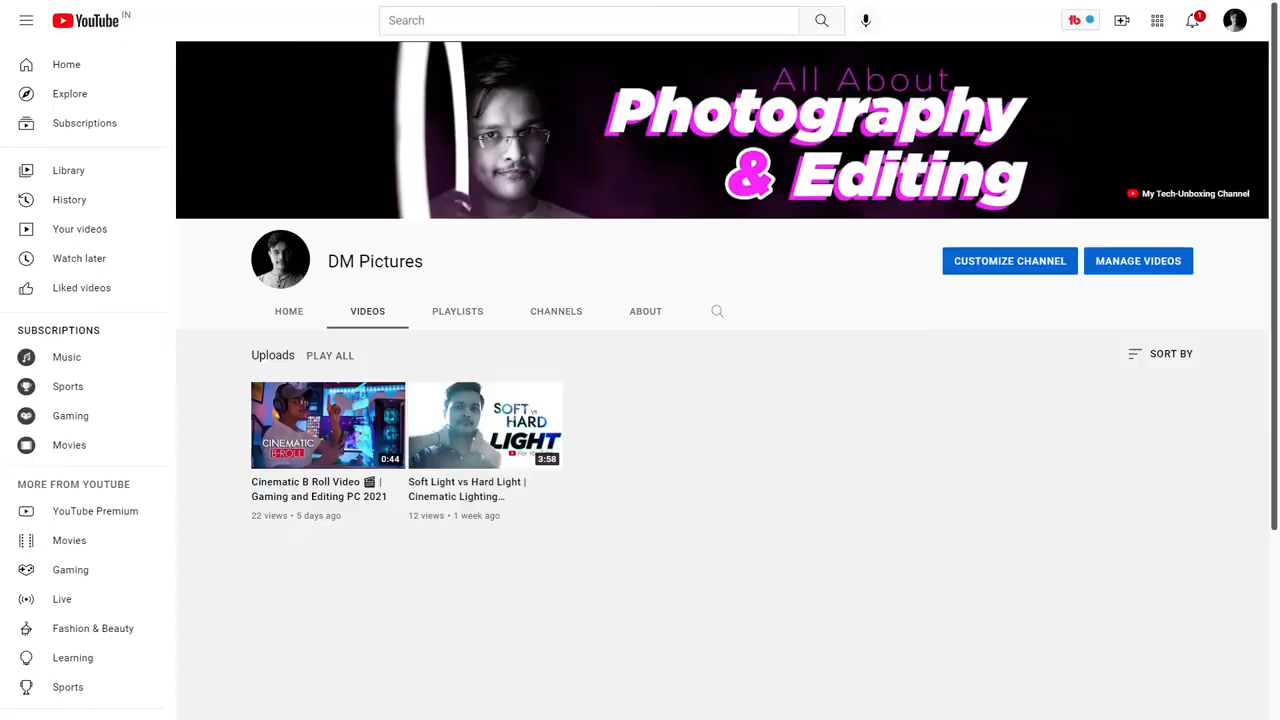 YouTube IN
Search
1
Home
Explore
Subscriptions
Library
History
Your videos
Watch later
Liked videos
SUBSCRIPTIONS
Music
Sports
Gaming
Movies
MORE FROM YOUTUBE
YouTube Premium
Movies
Gaming
Live
Fashion & Beauty
Learning
Sports
All About
Photography
& Editing
My Tech-Unboxing Channel
DM Pictures
CUSTOMIZE CHANNEL
MANAGE VIDEOS
HOME
VIDEOS
PLAYLISTS
CHANNELS
ABOUT
Uploads
PLAY ALL
SORT BY
CINEMATIC
B-ROLL
0:44
Cinematic B Roll Video 🎬 |
Gaming and Editing PC 2021
22 views • 5 days ago
SOFT vs
HARD
LIGHT
3:58
Soft Light vs Hard Light |
Cinematic Lighting...
12 views • 1 week ago